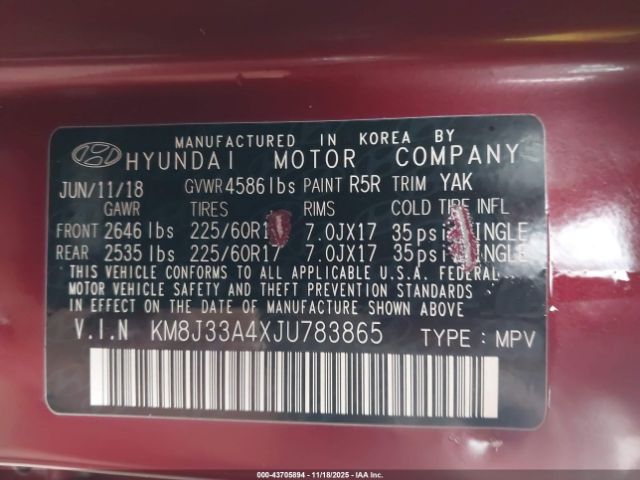 MANUFACTURED IN KOREA BY
HYUNDAI MOTOR COMPANY
JUN/11/18 GVWR 4586 lbs PAINT R5R TRIM YAK
GAWR TIRES RIMS COLD TIRE INFL
FRONT 2646 lbs 225/60R17 7.0JX17 35 psi SINGLE
REAR 2535 lbs 225/60R17 7.0JX17 35 psi SINGLE
THIS VEHICLE CONFORMS TO ALL APPLICABLE U.S.A. FEDERAL
MOTOR VEHICLE SAFETY AND THEFT PREVENTION STANDARDS
IN EFFECT ON THE DATE OF MANUFACTURE SHOWN ABOVE.
V.I.N KM8J33A4XJU783865 TYPE : MPV
000-43705894 - 11/18/2025 - IAA Inc.